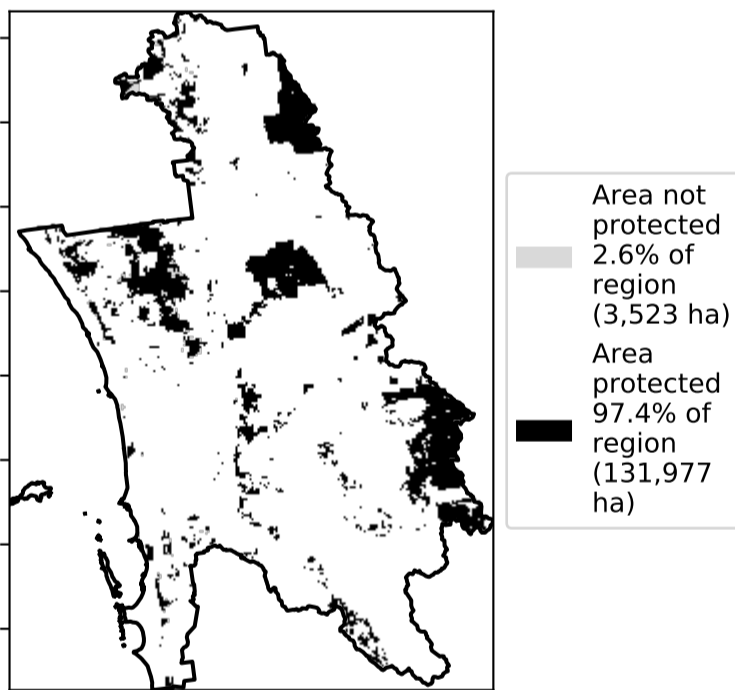 Area not
protected
2.6% of
region
(3,523 ha)
Area
protected
97.4% of
region
(131,977
ha)